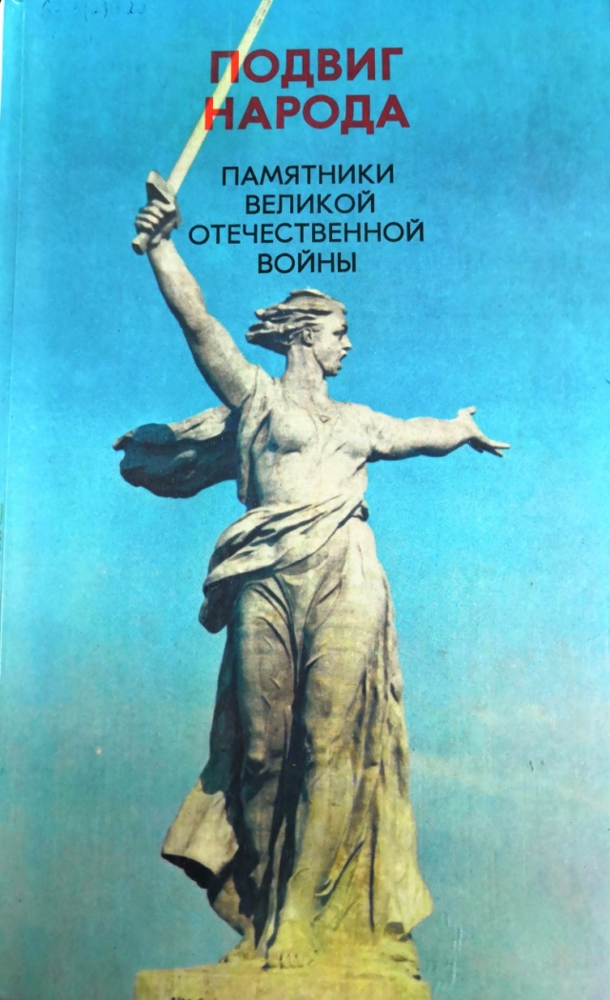 ПОДВИГ
НАРОДА
ПАМЯТНИКИ
ВЕЛИКОЙ
ОТЕЧЕСТВЕННОЙ
ВОЙНЫ